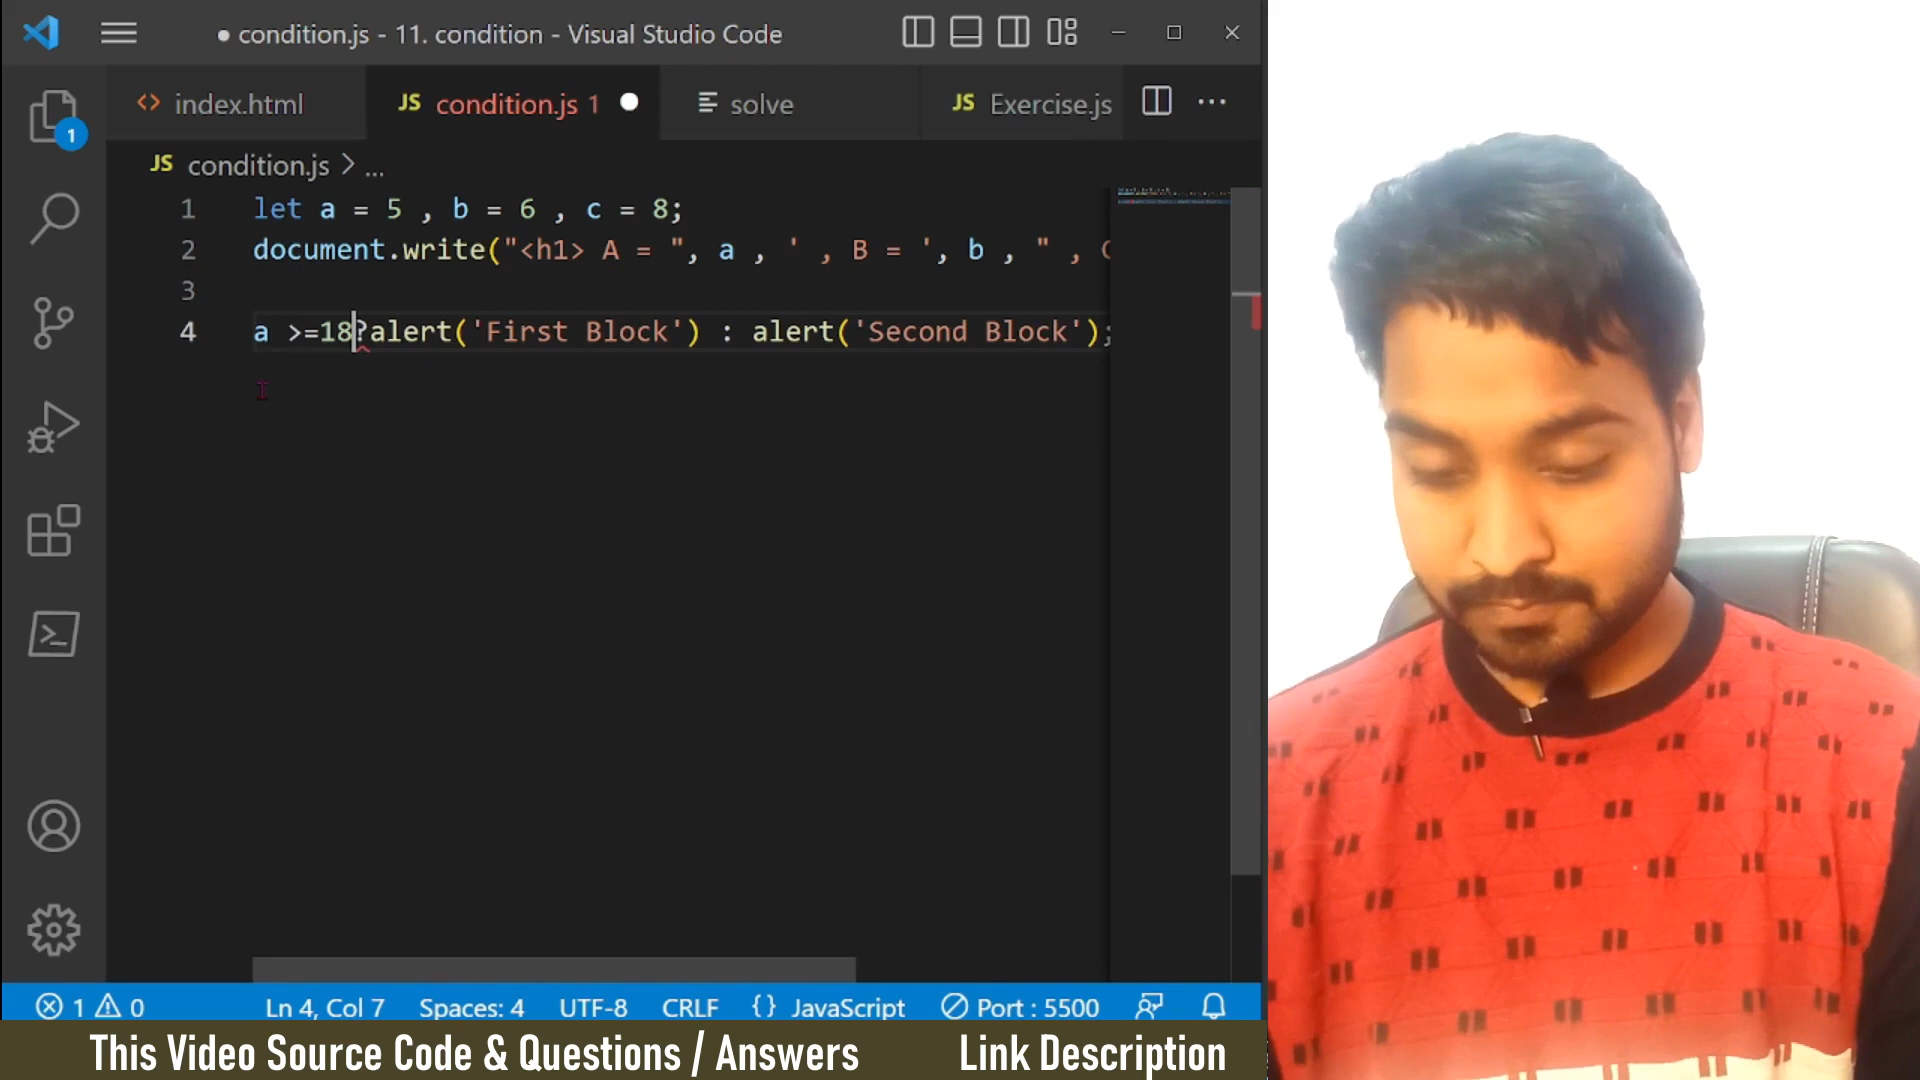 ● condition.js - 11. condition - Visual Studio Code
<> index.html JS condition.js 1 ● solve JS Exercise.js ...
JS condition.js > ...
1 let a = 5 , b = 6 , c = 8;
2 document.write("<h1> A = ", a , ' , B = ', b , " , C
3
4 a >=18?alert('First Block') : alert('Second Block');
1
1 0 Ln 4, Col 7 Spaces: 4 UTF-8 CRLF {} JavaScript Port : 5500
This Video Source Code & Questions / Answers Link Description